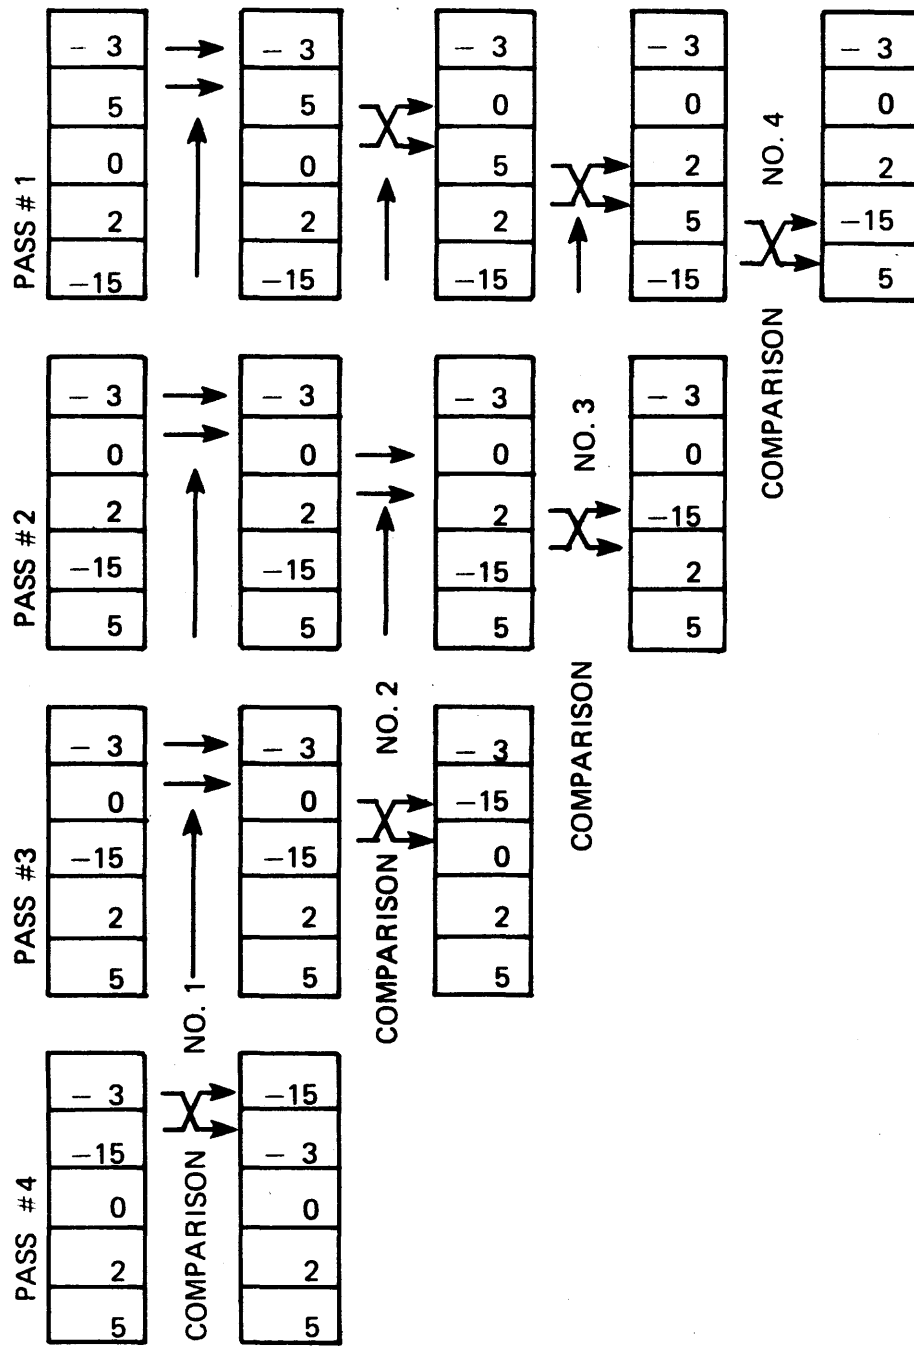 PASS #1
-3 -3 -3 -3 -3
5 5 0 0 0
0 0 5 2 2
2 2 2 5 -15
-15 -15 -15 -15 5
COMPARISON NO. 4
PASS #2
-3 -3 -3 -3
0 0 0 0
2 2 2 -15
-15 -15 -15 2
5 5 5 5
COMPARISON NO. 3
PASS #3
-3 -3 -3
0 0 -15
-15 -15 0
2 2 2
5 5 5
COMPARISON NO. 2
PASS #4
-3 -15
-15 -3
0 0
2 2
5 5
COMPARISON NO. 1